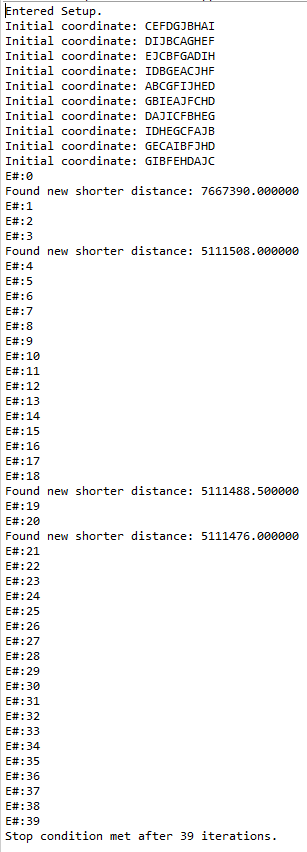 Entered Setup.
Initial coordinate: CEFDGJBHAI
Initial coordinate: DIJBCAGHEF
Initial coordinate: EJCBFGADIH
Initial coordinate: IDBGEACJHF
Initial coordinate: ABCGFIJHED
Initial coordinate: GBIEAJFCHD
Initial coordinate: DAJICFBHEG
Initial coordinate: IDHEGCFAJB
Initial coordinate: GECAIBFJHD
Initial coordinate: GIBFEHDAJC
E#:0
Found new shorter distance: 7667390.000000
E#:1
E#:2
E#:3
Found new shorter distance: 5111508.000000
E#:4
E#:5
E#:6
E#:7
E#:8
E#:9
E#:10
E#:11
E#:12
E#:13
E#:14
E#:15
E#:16
E#:17
E#:18
Found new shorter distance: 5111488.500000
E#:19
E#:20
Found new shorter distance: 5111476.000000
E#:21
E#:22
E#:23
E#:24
E#:25
E#:26
E#:27
E#:28
E#:29
E#:30
E#:31
E#:32
E#:33
E#:34
E#:35
E#:36
E#:37
E#:38
E#:39
Stop condition met after 39 iterations.